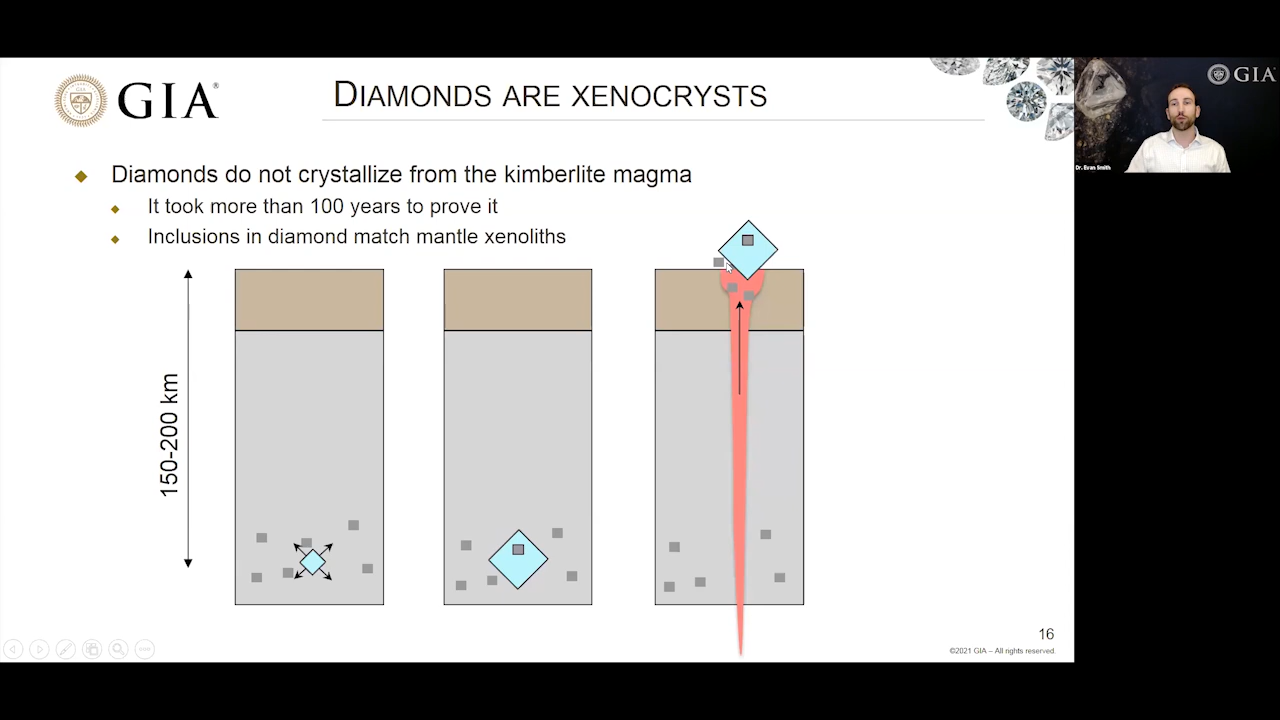 GIA®
DIAMONDS ARE XENOCRYSTS
GIA
Dr. Evan Smith
Diamonds do not crystallize from the kimberlite magma
It took more than 100 years to prove it
Inclusions in diamond match mantle xenoliths
150-200 km
16
©2021 GIA – All rights reserved.